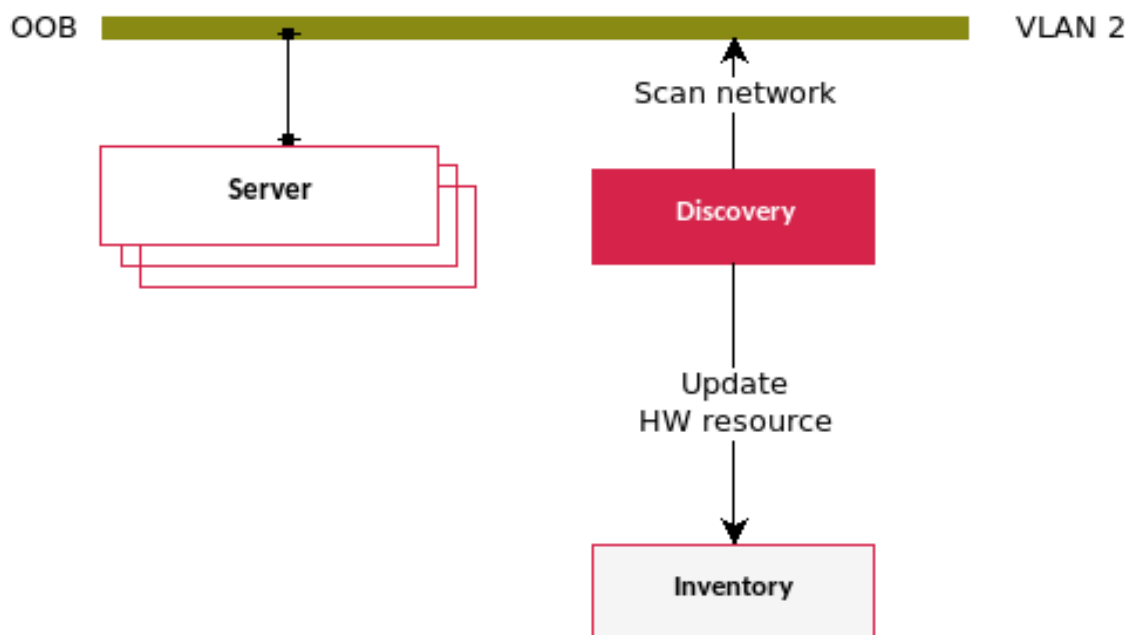 OOB
VLAN 2
Scan network
Server
Discovery
Update
HW resource
Inventory